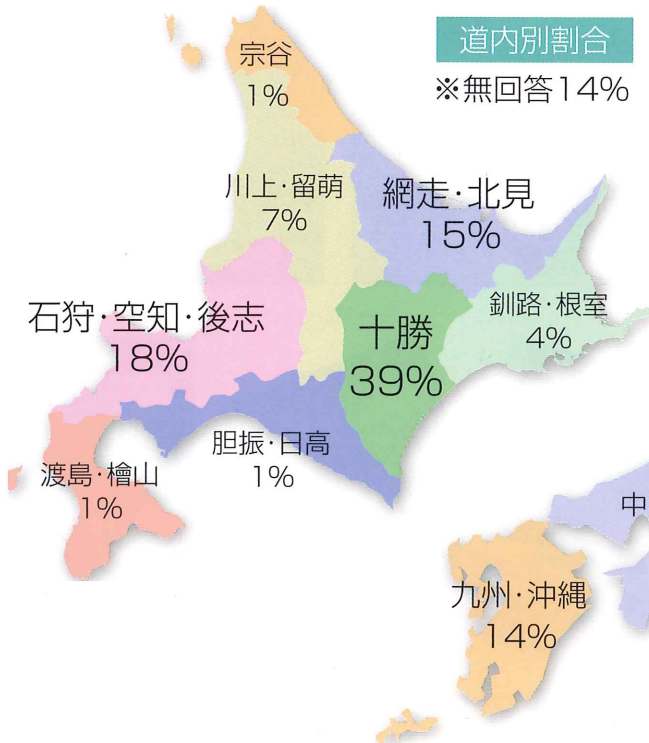 道内別割合
※無回答14%
宗谷
1%
川上・留萌
7%
網走・北見
15%
石狩・空知・後志
18%
十勝
39%
釧路・根室
4%
胆振・日高
1%
渡島・檜山
1%
中
九州・沖縄
14%